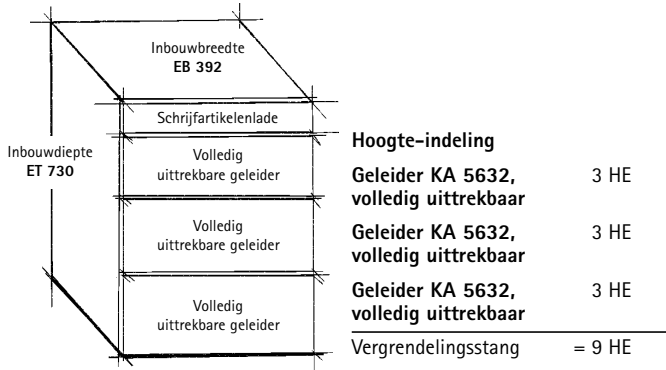 Inbouwbreedte
EB 392
Schrijfartikelenlade
Inbouwdiepte
ET 730
Volledig
uittrekbare geleider
Volledig
uittrekbare geleider
Volledig
uittrekbare geleider
Hoogte-indeling
Geleider KA 5632, 3 HE
volledig uittrekbaar
Geleider KA 5632, 3 HE
volledig uittrekbaar
Geleider KA 5632, 3 HE
volledig uittrekbaar
Vergrendelingsstang = 9 HE